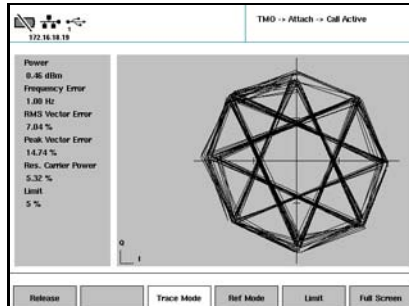 172.16.10.19
TMO -> Attach -> Call Active
Power
0.46 dBm
Frequency Error
1.00 Hz
RMS Vector Error
7.04 %
Peak Vector Error
14.74 %
Res. Carrier Power
5.32 %
Limit
5 %
Q
I
Release
Trace Mode
Ref Mode
Limit
Full Screen